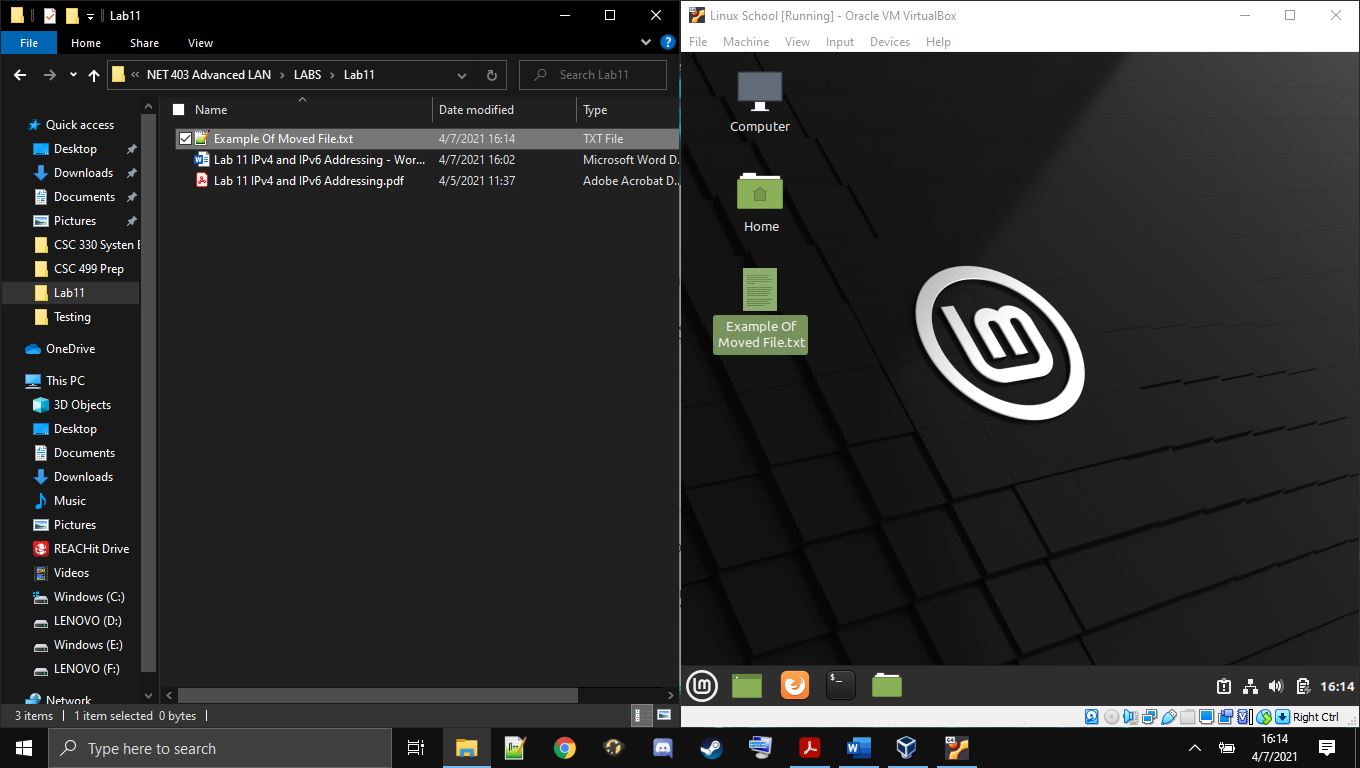 Lab11
File Home Share View
NET 403 Advanced LAN > LABS > Lab11
Search Lab11
Name Date modified Type
Quick access
Desktop
Downloads
Documents
Pictures
CSC 330 Systen E
CSC 499 Prep
Lab11
Testing
OneDrive
This PC
3D Objects
Desktop
Documents
Downloads
Music
Pictures
REACHit Drive
Videos
Windows (C:)
LENOVO (D:)
Windows (E:)
LENOVO (F:)
Network
Example Of Moved File.txt 4/7/2021 16:14 TXT File
Lab 11 IPv4 and IPv6 Addressing - Wor... 4/7/2021 16:02 Microsoft Word D...
Lab 11 IPv4 and IPv6 Addressing.pdf 4/5/2021 11:37 Adobe Acrobat D...
3 items 1 item selected 0 bytes
Linux School [Running] - Oracle VM VirtualBox
File Machine View Input Devices Help
Computer
Home
Example Of
Moved File.txt
16:14
Right Ctrl
Type here to search
16:14
4/7/2021